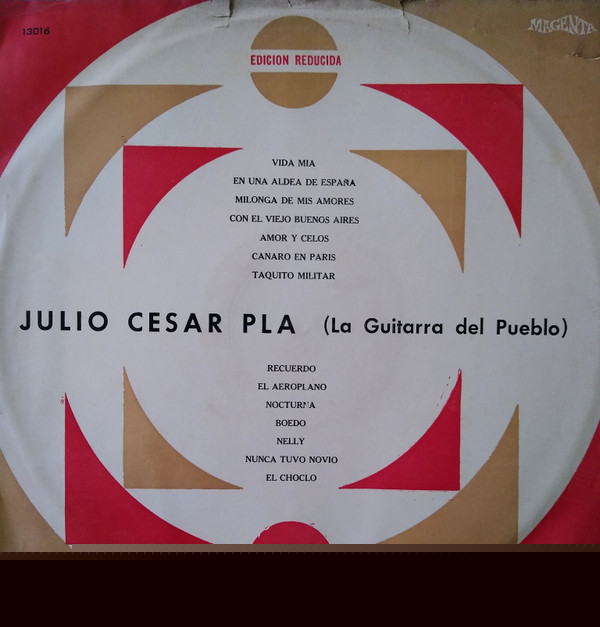 13016
MAGENTA
EDICION REDUCIDA
VIDA MIA
EN UNA ALDEA DE ESPAÑA
MILONGA DE MIS AMORES
CON EL VIEJO BUENOS AIRES
AMOR Y CELOS
CANARO EN PARIS
TAQUITO MILITAR
JULIO CESAR PLA (La Guitarra del Pueblo)
RECUERDO
EL AEROPLANO
NOCTURNA
BOEDO
NELLY
NUNCA TUVO NOVIO
EL CHOCLO